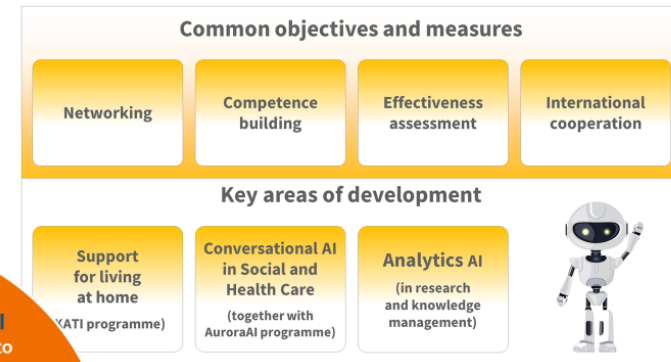 Common objectives and measures
Networking
Competence
building
Effectiveness
assessment
International
cooperation
Key areas of development
Support
for living
at home
KATI programme)
Conversational AI
in Social and
Health Care
(together with
AuroraAI programme)
Analytics AI
(in research
and knowledge
management)
to